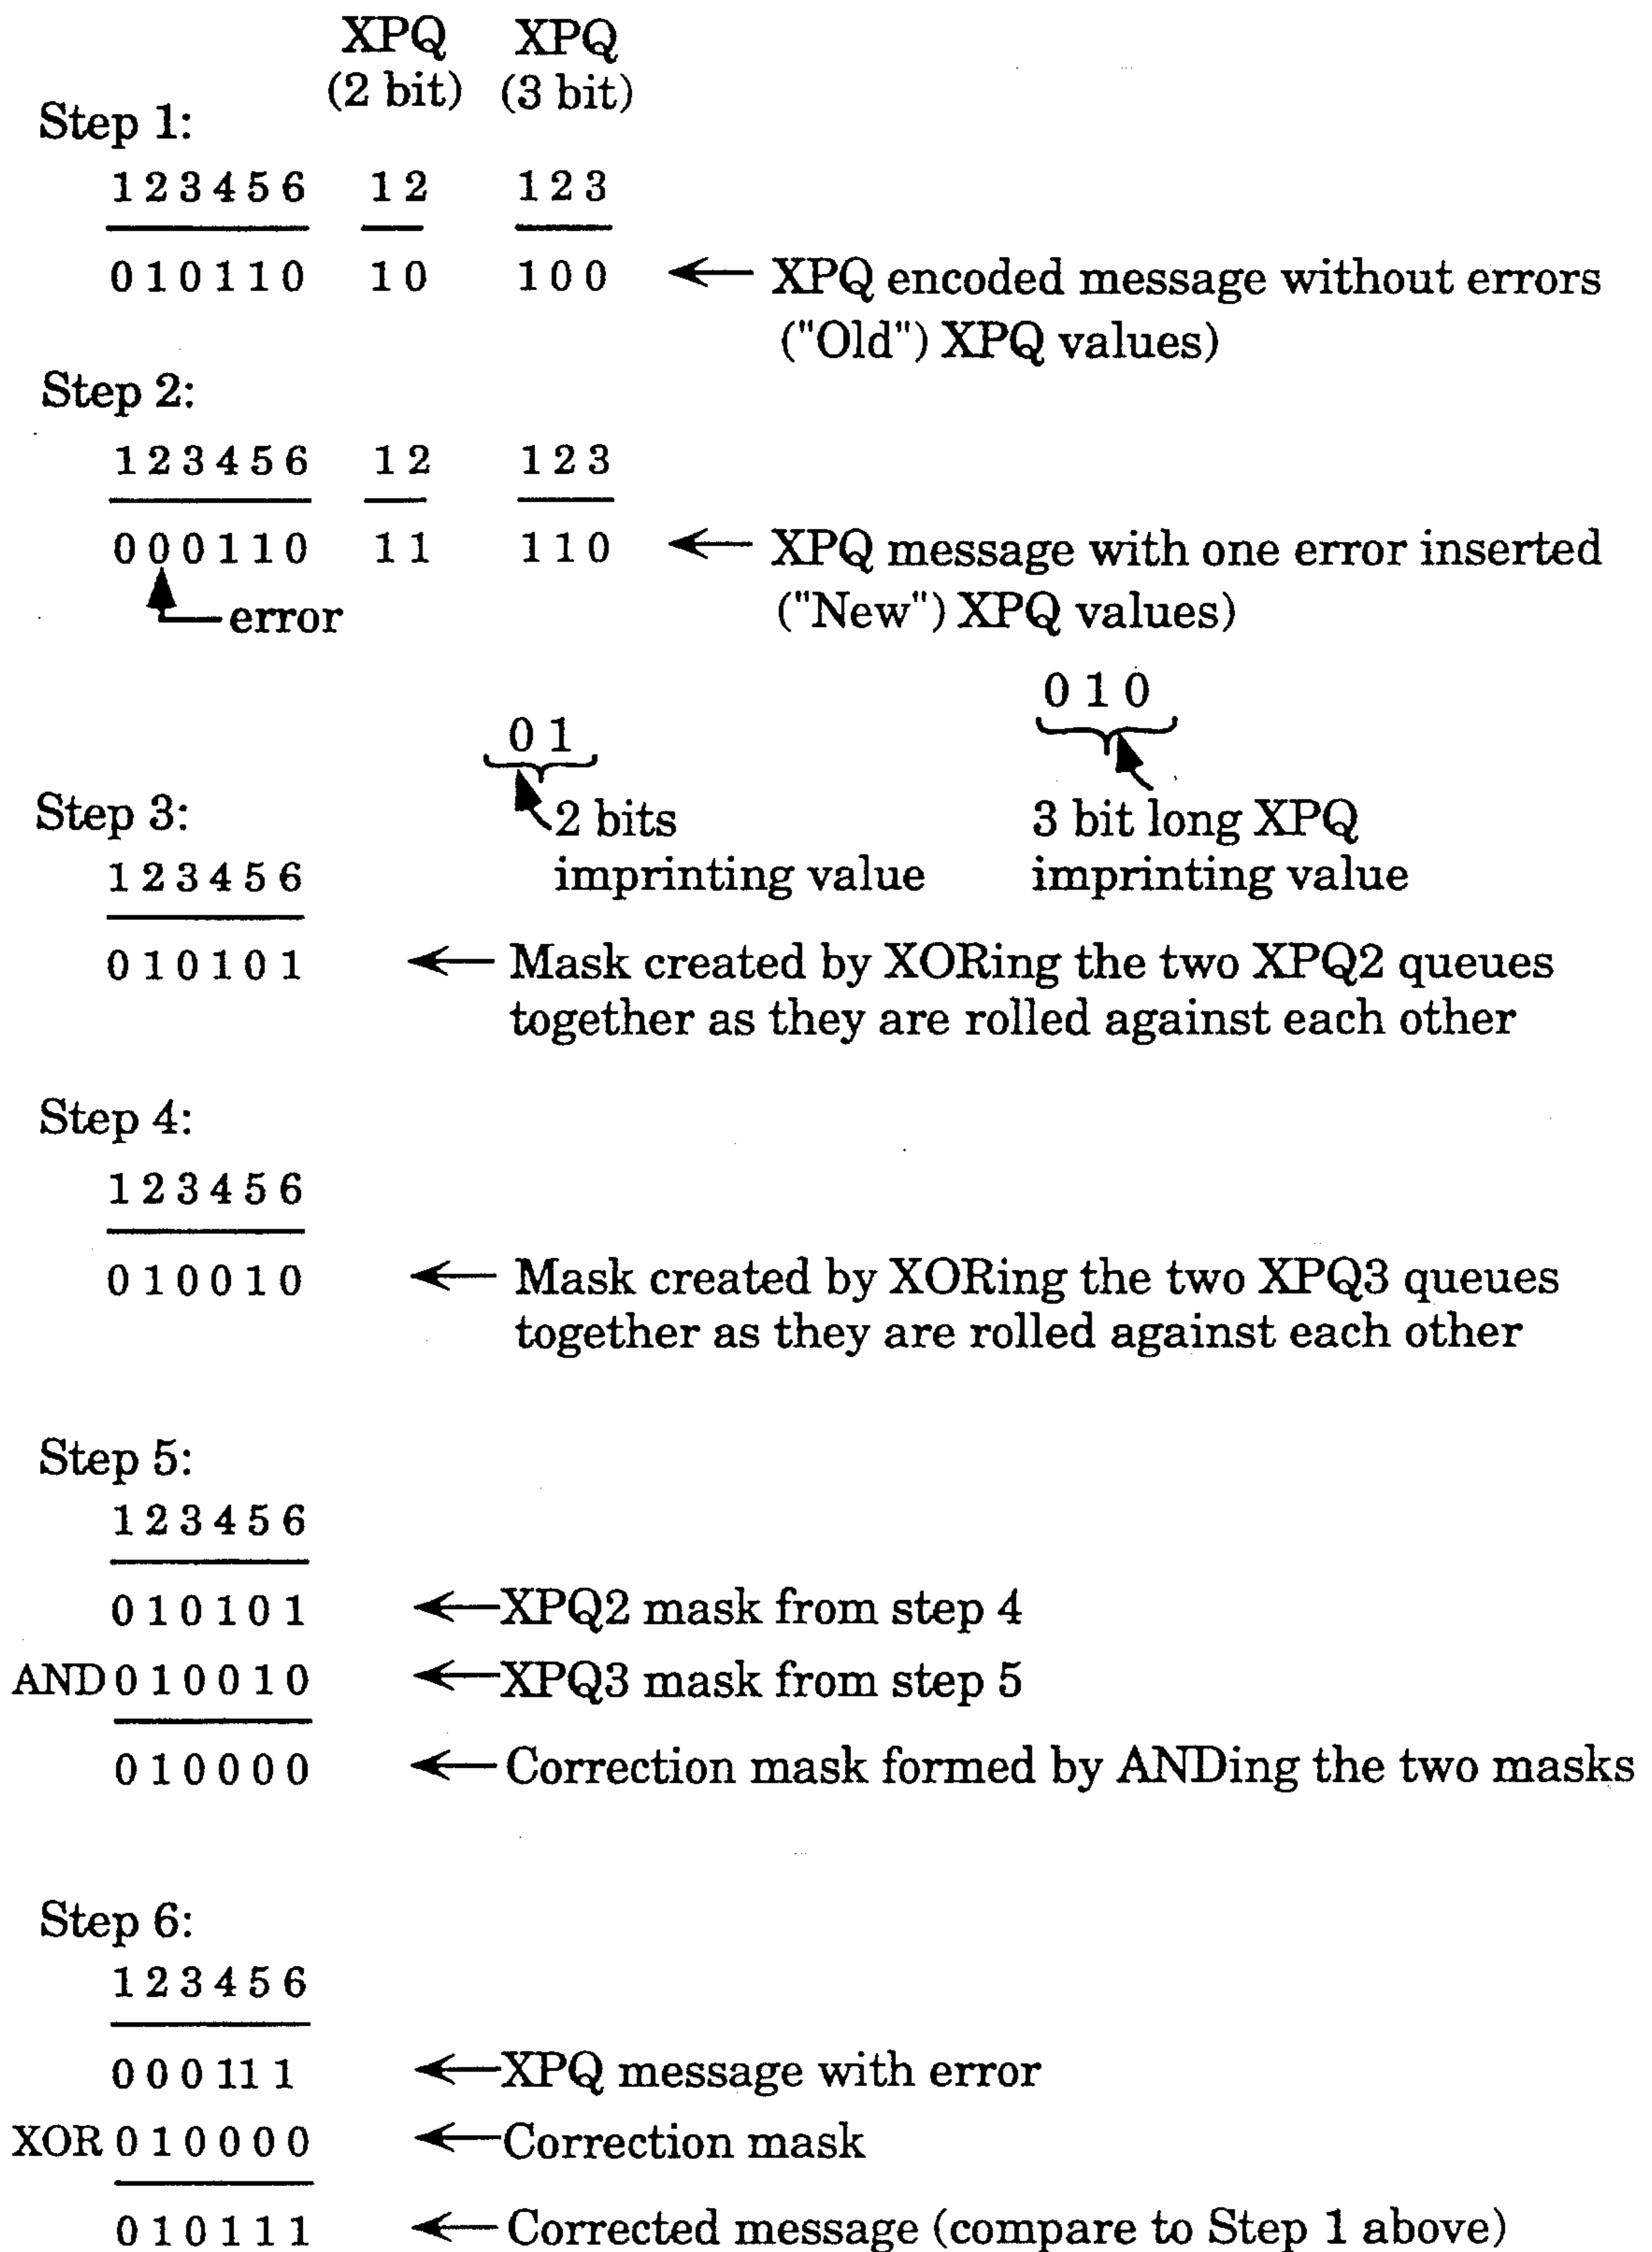 XPQ XPQ
(2 bit) (3 bit)
Step 1:
1 2 3 4 5 6 1 2 1 2 3
0 1 0 1 1 0 1 0 1 0 0 XPQ encoded message without errors
("Old") XPQ values)
Step 2:
1 2 3 4 5 6 1 2 1 2 3
0 0 0 1 1 0 1 1 1 1 0 XPQ message with one error inserted
error ("New") XPQ values)
0 1 0
0 1
Step 3: 2 bits 3 bit long XPQ
1 2 3 4 5 6 imprinting value imprinting value
0 1 0 1 0 1 Mask created by XORing the two XPQ2 queues
together as they are rolled against each other
Step 4:
1 2 3 4 5 6
0 1 0 0 1 0 Mask created by XORing the two XPQ3 queues
together as they are rolled against each other
Step 5:
1 2 3 4 5 6
0 1 0 1 0 1 XPQ2 mask from step 4
AND 0 1 0 0 1 0 XPQ3 mask from step 5
0 1 0 0 0 0 Correction mask formed by ANDing the two masks
Step 6:
1 2 3 4 5 6
0 0 0 11 1 XPQ message with error
XOR 0 1 0 0 0 0 Correction mask
0 1 0 1 1 1 Corrected message (compare to Step 1 above)